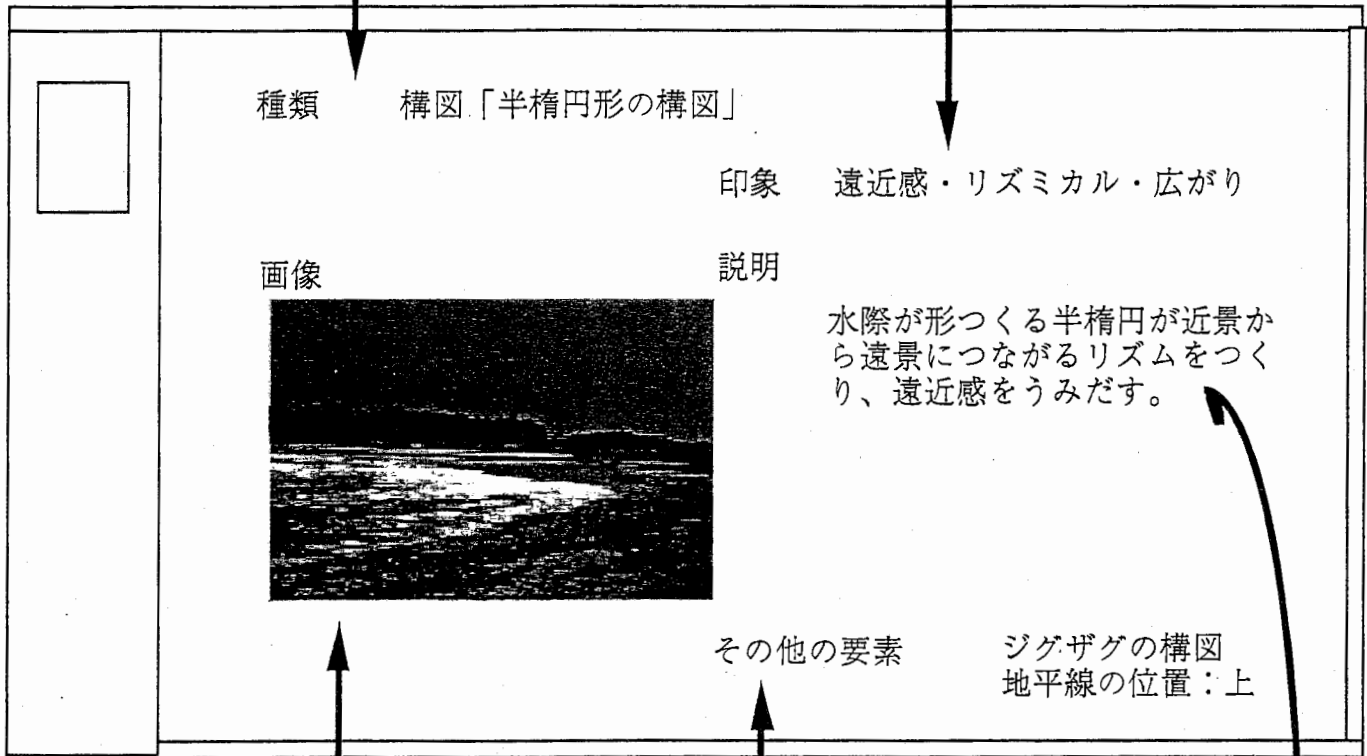 種類 構図「半楕円形の構図」
印象 遠近感・リズミカル・広がり
画像
説明
水際が形つくる半楕円が近景か
ら遠景につながるリズムをつく
り、遠近感をうみだす。
その他の要素 ジグザグの構図
地平線の位置：上